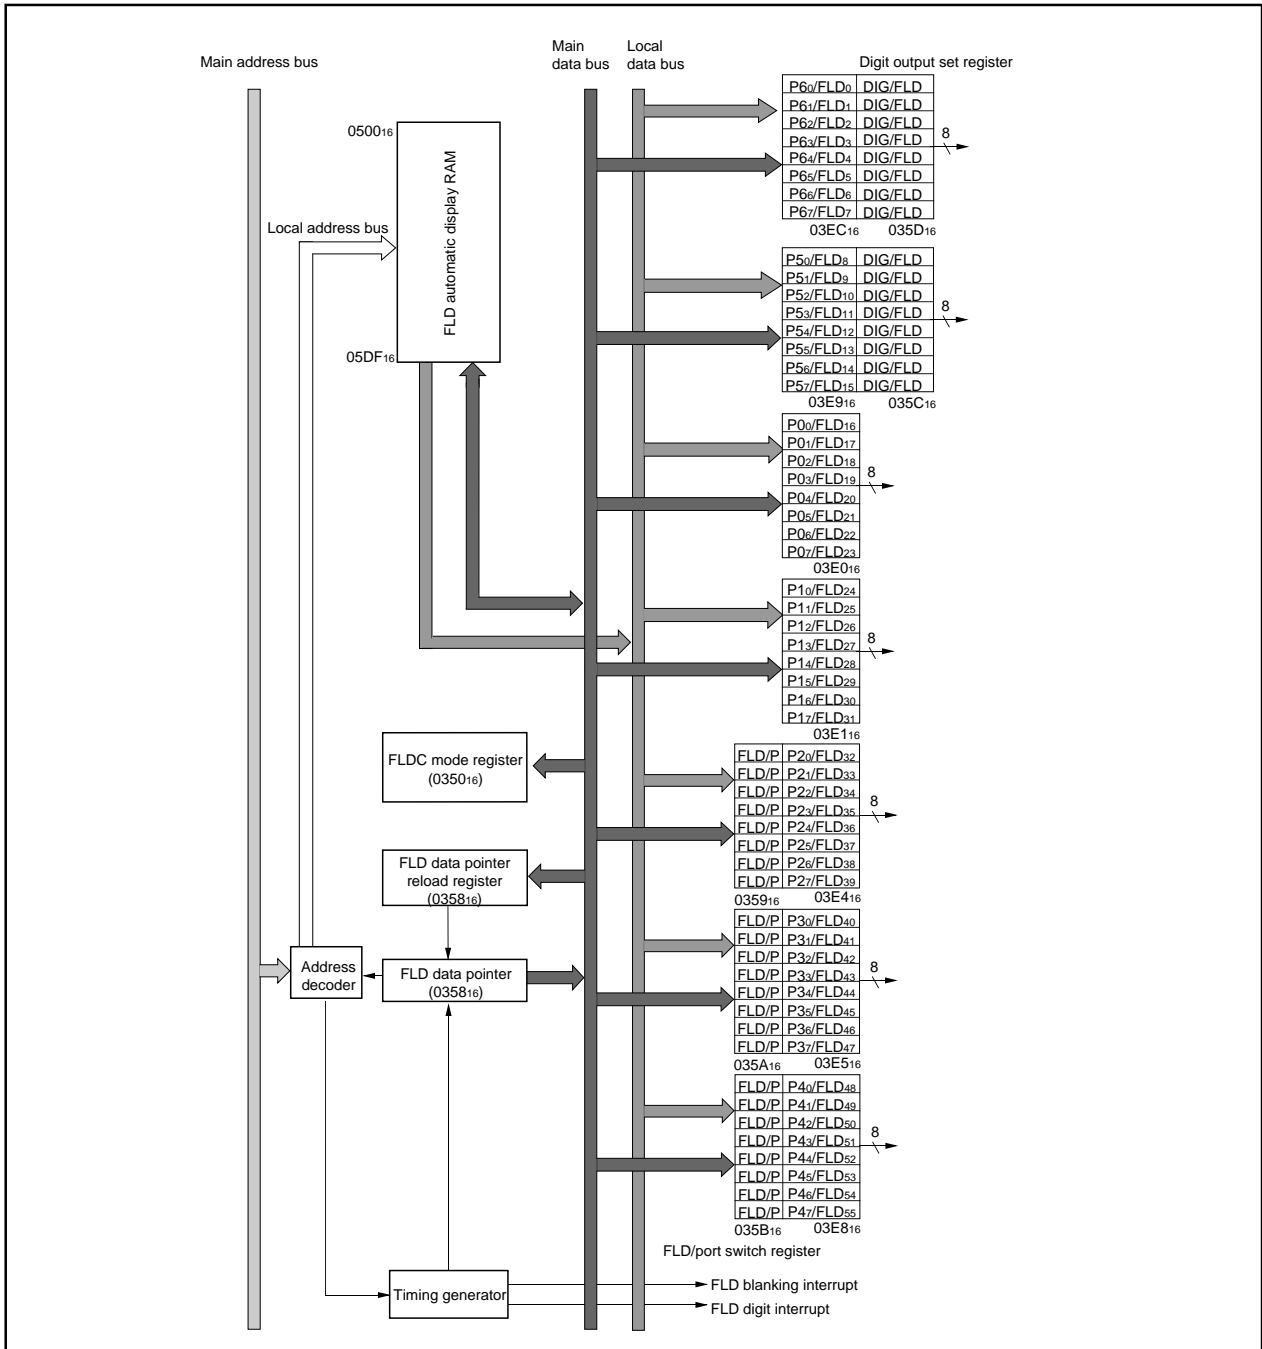 Main address bus
Main
data bus
Local
data bus
Digit output set register
0500₁₆
FLD automatic display RAM
Local address bus
05DF₁₆
P6₀/FLD₀ DIG/FLD
P6₁/FLD₁ DIG/FLD
P6₂/FLD₂ DIG/FLD
P6₃/FLD₃ DIG/FLD
P6₄/FLD₄ DIG/FLD
P6₅/FLD₅ DIG/FLD
P6₆/FLD₆ DIG/FLD
P6₇/FLD₇ DIG/FLD
8
03EC₁₆ 035D₁₆
P5₀/FLD₈ DIG/FLD
P5₁/FLD₉ DIG/FLD
P5₂/FLD₁₀ DIG/FLD
P5₃/FLD₁₁ DIG/FLD
P5₄/FLD₁₂ DIG/FLD
P5₅/FLD₁₃ DIG/FLD
P5₆/FLD₁₄ DIG/FLD
P5₇/FLD₁₅ DIG/FLD
8
03E9₁₆ 035C₁₆
P0₀/FLD₁₆
P0₁/FLD₁₇
P0₂/FLD₁₈
P0₃/FLD₁₉
P0₄/FLD₂₀
P0₅/FLD₂₁
P0₆/FLD₂₂
P0₇/FLD₂₃
8
03E0₁₆
P1₀/FLD₂₄
P1₁/FLD₂₅
P1₂/FLD₂₆
P1₃/FLD₂₇
P1₄/FLD₂₈
P1₅/FLD₂₉
P1₆/FLD₃₀
P1₇/FLD₃₁
8
03E1₁₆
FLDC mode register
(0350₁₆)
FLD/P P2₀/FLD₃₂
FLD/P P2₁/FLD₃₃
FLD/P P2₂/FLD₃₄
FLD/P P2₃/FLD₃₅
FLD/P P2₄/FLD₃₆
FLD/P P2₅/FLD₃₇
FLD/P P2₆/FLD₃₈
FLD/P P2₇/FLD₃₉
8
0359₁₆ 03E4₁₆
FLD data pointer
reload register
(0358₁₆)
Address
decoder
FLD data pointer
(0358₁₆)
FLD/P P3₀/FLD₄₀
FLD/P P3₁/FLD₄₁
FLD/P P3₂/FLD₄₂
FLD/P P3₃/FLD₄₃
FLD/P P3₄/FLD₄₄
FLD/P P3₅/FLD₄₅
FLD/P P3₆/FLD₄₆
FLD/P P3₇/FLD₄₇
8
035A₁₆ 03E5₁₆
FLD/P P4₀/FLD₄₈
FLD/P P4₁/FLD₄₉
FLD/P P4₂/FLD₅₀
FLD/P P4₃/FLD₅₁
FLD/P P4₄/FLD₅₂
FLD/P P4₅/FLD₅₃
FLD/P P4₆/FLD₅₄
FLD/P P4₇/FLD₅₅
8
035B₁₆ 03E8₁₆
FLD/port switch register
Timing generator
FLD blanking interrupt
FLD digit interrupt